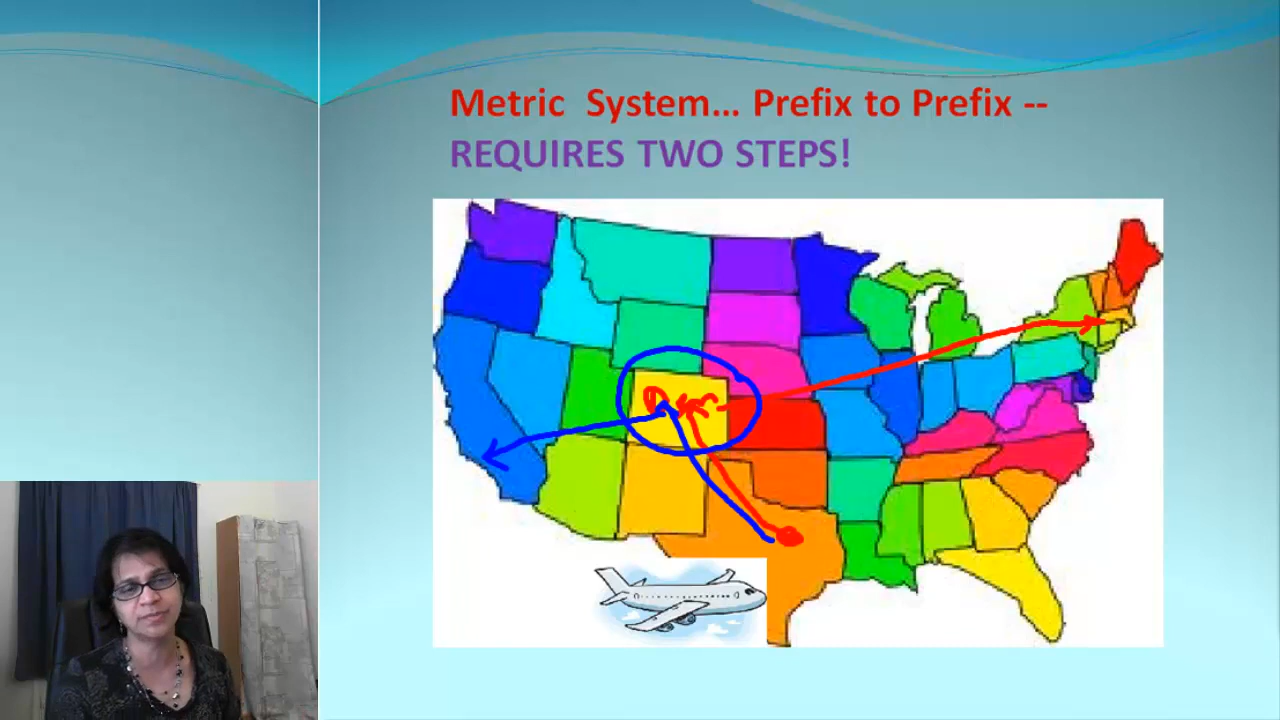 Metric  System... Prefix to Prefix --
REQUIRES TWO STEPS!